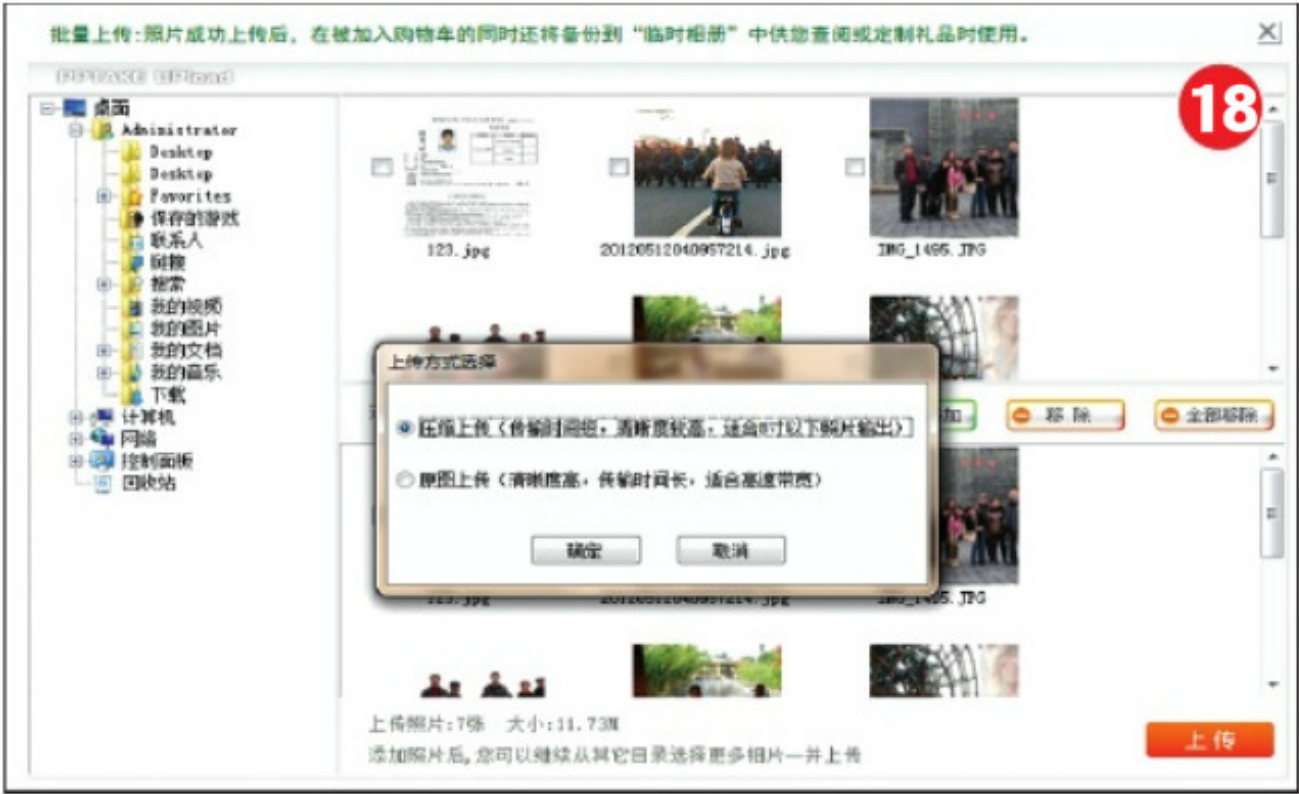 批量上传:照片成功上传后，在被加入购物车的同时还将备份到“临时相册”中供您查阅或定制礼品时使用。
PPTAKE UPload
18
桌面
Administrator
Desktop
Desktop
Favorites
保存的游戏
联系人
链接
搜索
我的视频
我的图片
我的文档
我的音乐
下载
计算机
网络
控制面板
回收站
123.jpg
20120512040957214.jpg
IMG_1495.JPG
上传方式选择
压缩上传（传输时间短，清晰度较高，适合8寸以下照片输出）
原图上传（清晰度高，传输时间长，适合高速带宽）
确定
取消
加
移 除
全部移除
123.jpg
20120512040957214.jpg
IMG_1495.JPG
上传照片:7张 大小:11.73M
添加照片后,您可以继续从其它目录选择更多相片一并上传
上传